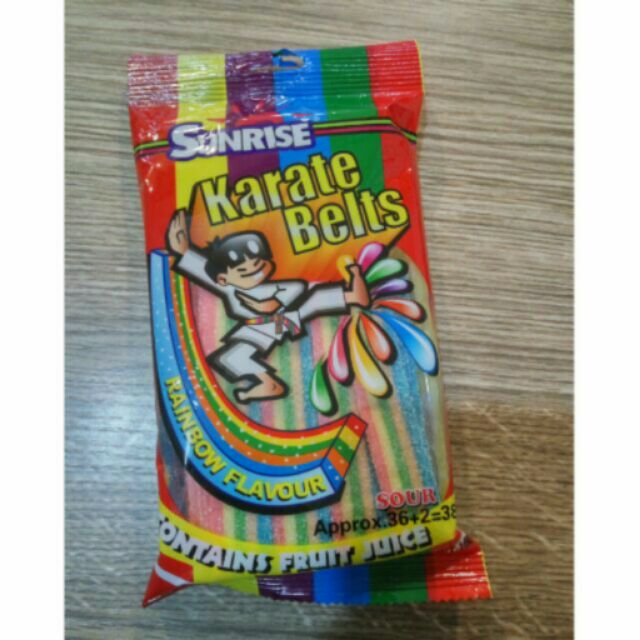 SUNRISE
Karate
Belts
RAINBOW FLAVOUR
SOUR
Approx.36+2=38
CONTAINS FRUIT JUICE